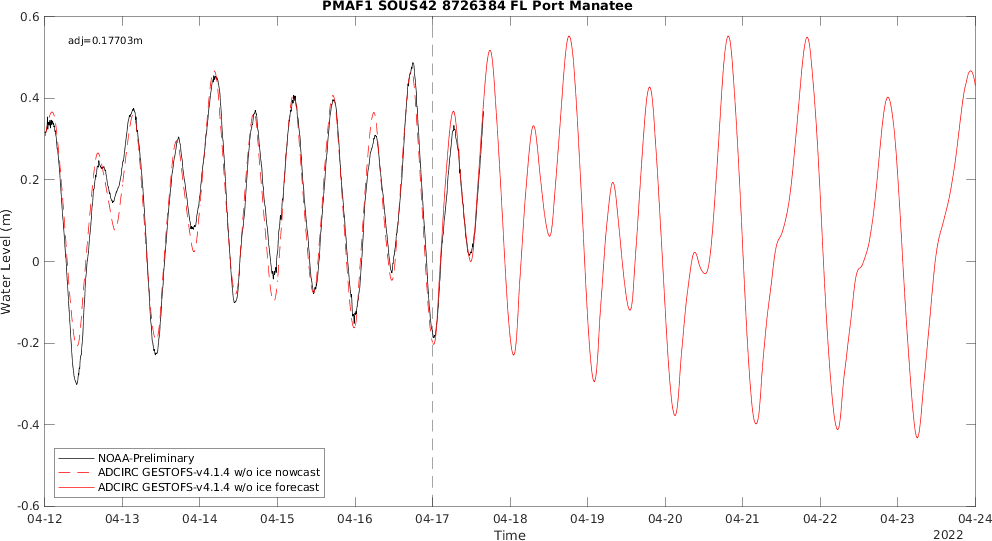 PMAF1 SOUS42 8726384 FL Port Manatee
0.6
adj=0.17703m
0.4
0.2
0
-0.2
-0.4
-0.6
Water Level (m)
NOAA-Preliminary
ADCIRC GESTOFS-v4.1.4 w/o ice nowcast
ADCIRC GESTOFS-v4.1.4 w/o ice forecast
04-12 04-13 04-14 04-15 04-16 04-17 04-18 04-19 04-20 04-21 04-22 04-23 04-24
Time
2022